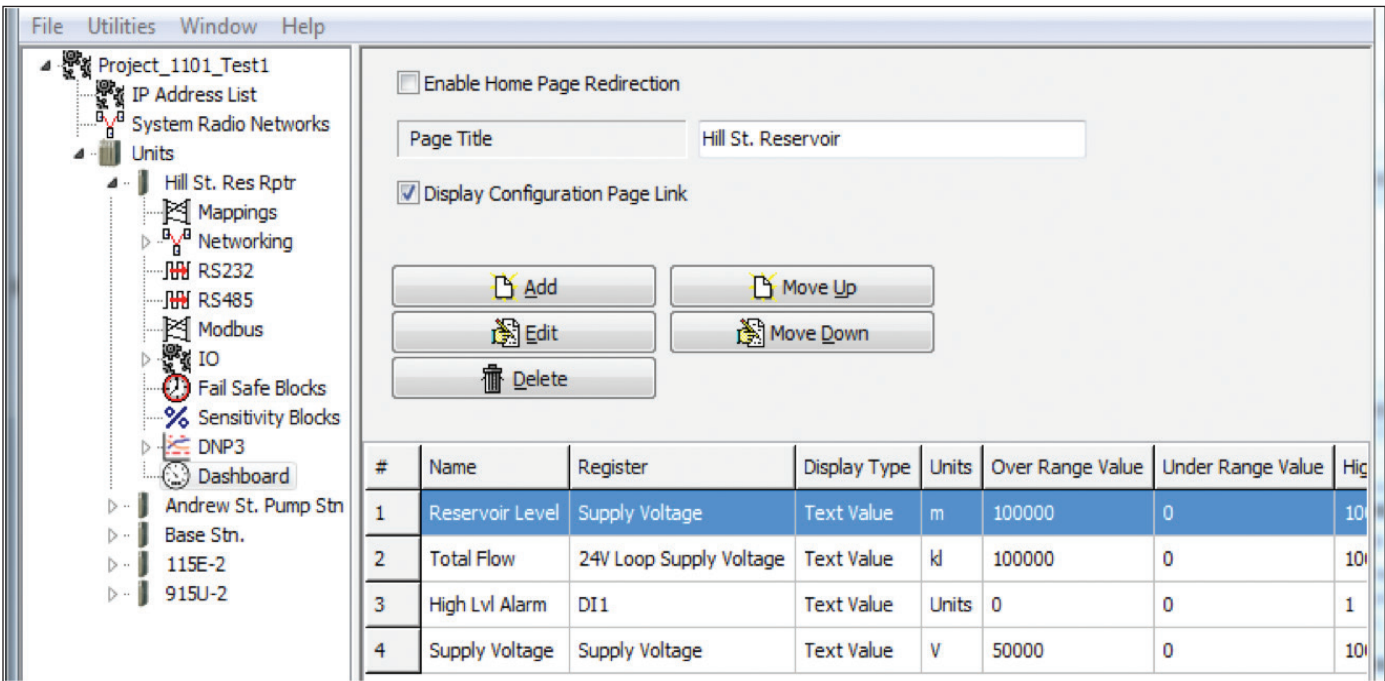 File Utilities Window Help
Project_1101_Test1
IP Address List
System Radio Networks
Units
Hill St. Res Rptr
Mappings
Networking
RS232
RS485
Modbus
IO
Fail Safe Blocks
Sensitivity Blocks
DNP3
Dashboard
Andrew St. Pump Stn
Base Stn.
115E-2
915U-2
Enable Home Page Redirection
Page Title Hill St. Reservoir
Display Configuration Page Link
Add Move Up
Edit Move Down
Delete
# Name Register Display Type Units Over Range Value Under Range Value
1 Reservoir Level Supply Voltage Text Value m 100000 0
2 Total Flow 24V Loop Supply Voltage Text Value kl 100000 0
3 High Lvl Alarm DI1 Text Value Units 0 0 1
4 Supply Voltage Supply Voltage Text Value V 50000 0